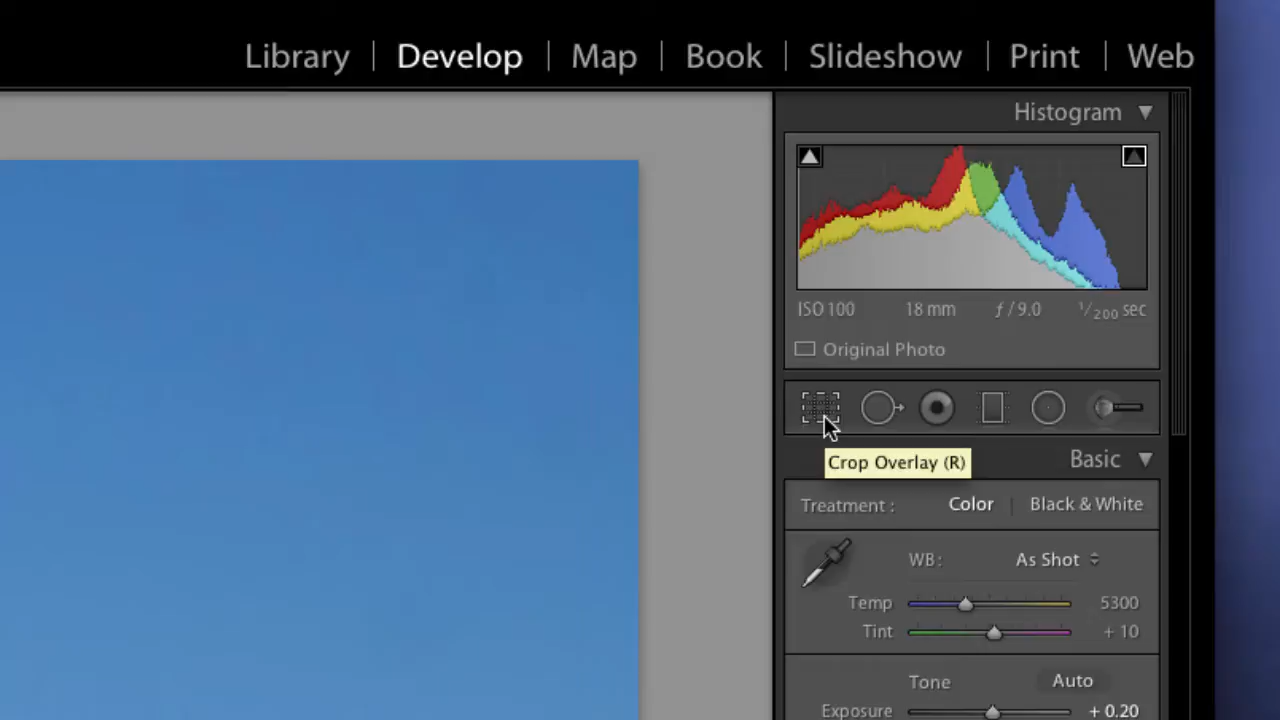 Library | Develop | Map | Book | Slideshow | Print | Web
Histogram
ISO 100 18 mm ƒ / 9.0 1/200 sec
Original Photo
Crop Overlay (R)
Basic
Treatment : Color | Black & White
WB : As Shot
Temp 5300
Tint + 10
Tone Auto
Exposure + 0.20